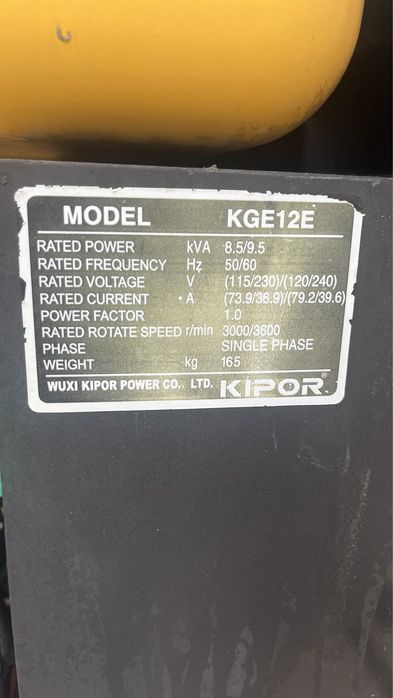 MODEL KGE12E
RATED POWER kVA 8.5/9.5
RATED FREQUENCY Hz 50/60
RATED VOLTAGE V (115/230)/(120/240)
RATED CURRENT · A (73.9/36.9)/(79.2/39.6)
POWER FACTOR 1.0
RATED ROTATE SPEED r/min 3000/3600
PHASE SINGLE PHASE
WEIGHT kg 165
WUXI KIPOR POWER CO., LTD. KIPOR®